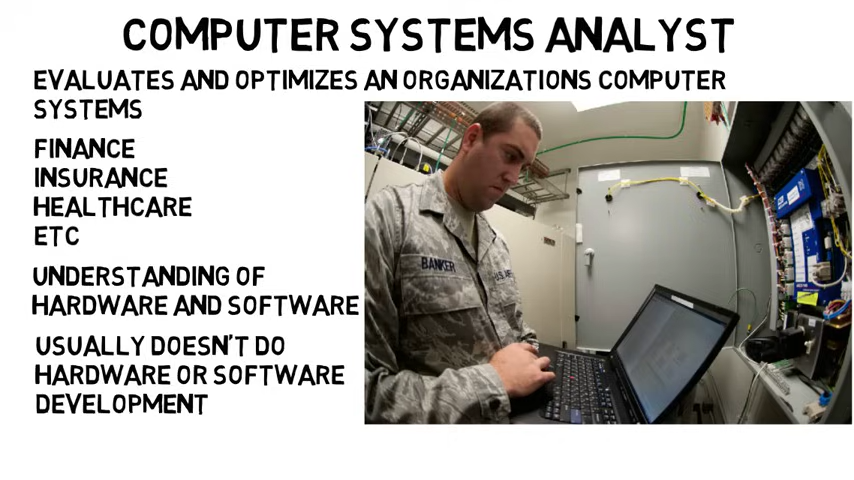 COMPUTER SYSTEMS ANALYST
EVALUATES AND OPTIMIZES AN ORGANIZATIONS COMPUTER
SYSTEMS
FINANCE
INSURANCE
HEALTHCARE
ETC
UNDERSTANDING OF
HARDWARE AND SOFTWARE
USUALLY DOESN'T DO
HARDWARE OR SOFTWARE
DEVELOPMENT
BANKER